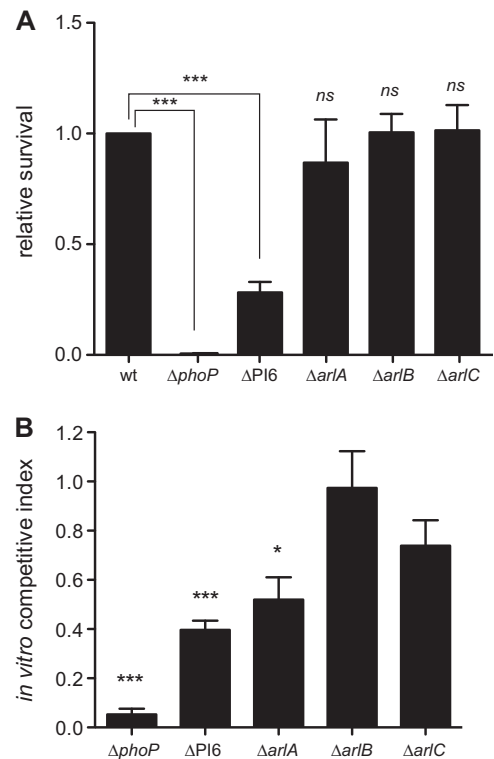 A
relative survival
1.5
1.0
0.5
0.0
***
***
ns
ns
ns
wt
ΔphoP
ΔPI6
ΔarlA
ΔarlB
ΔarlC
B
in vitro competitive index
1.2
1.0
0.8
0.6
0.4
0.2
0.0
***
***
*
ΔphoP
ΔPI6
ΔarlA
ΔarlB
ΔarlC